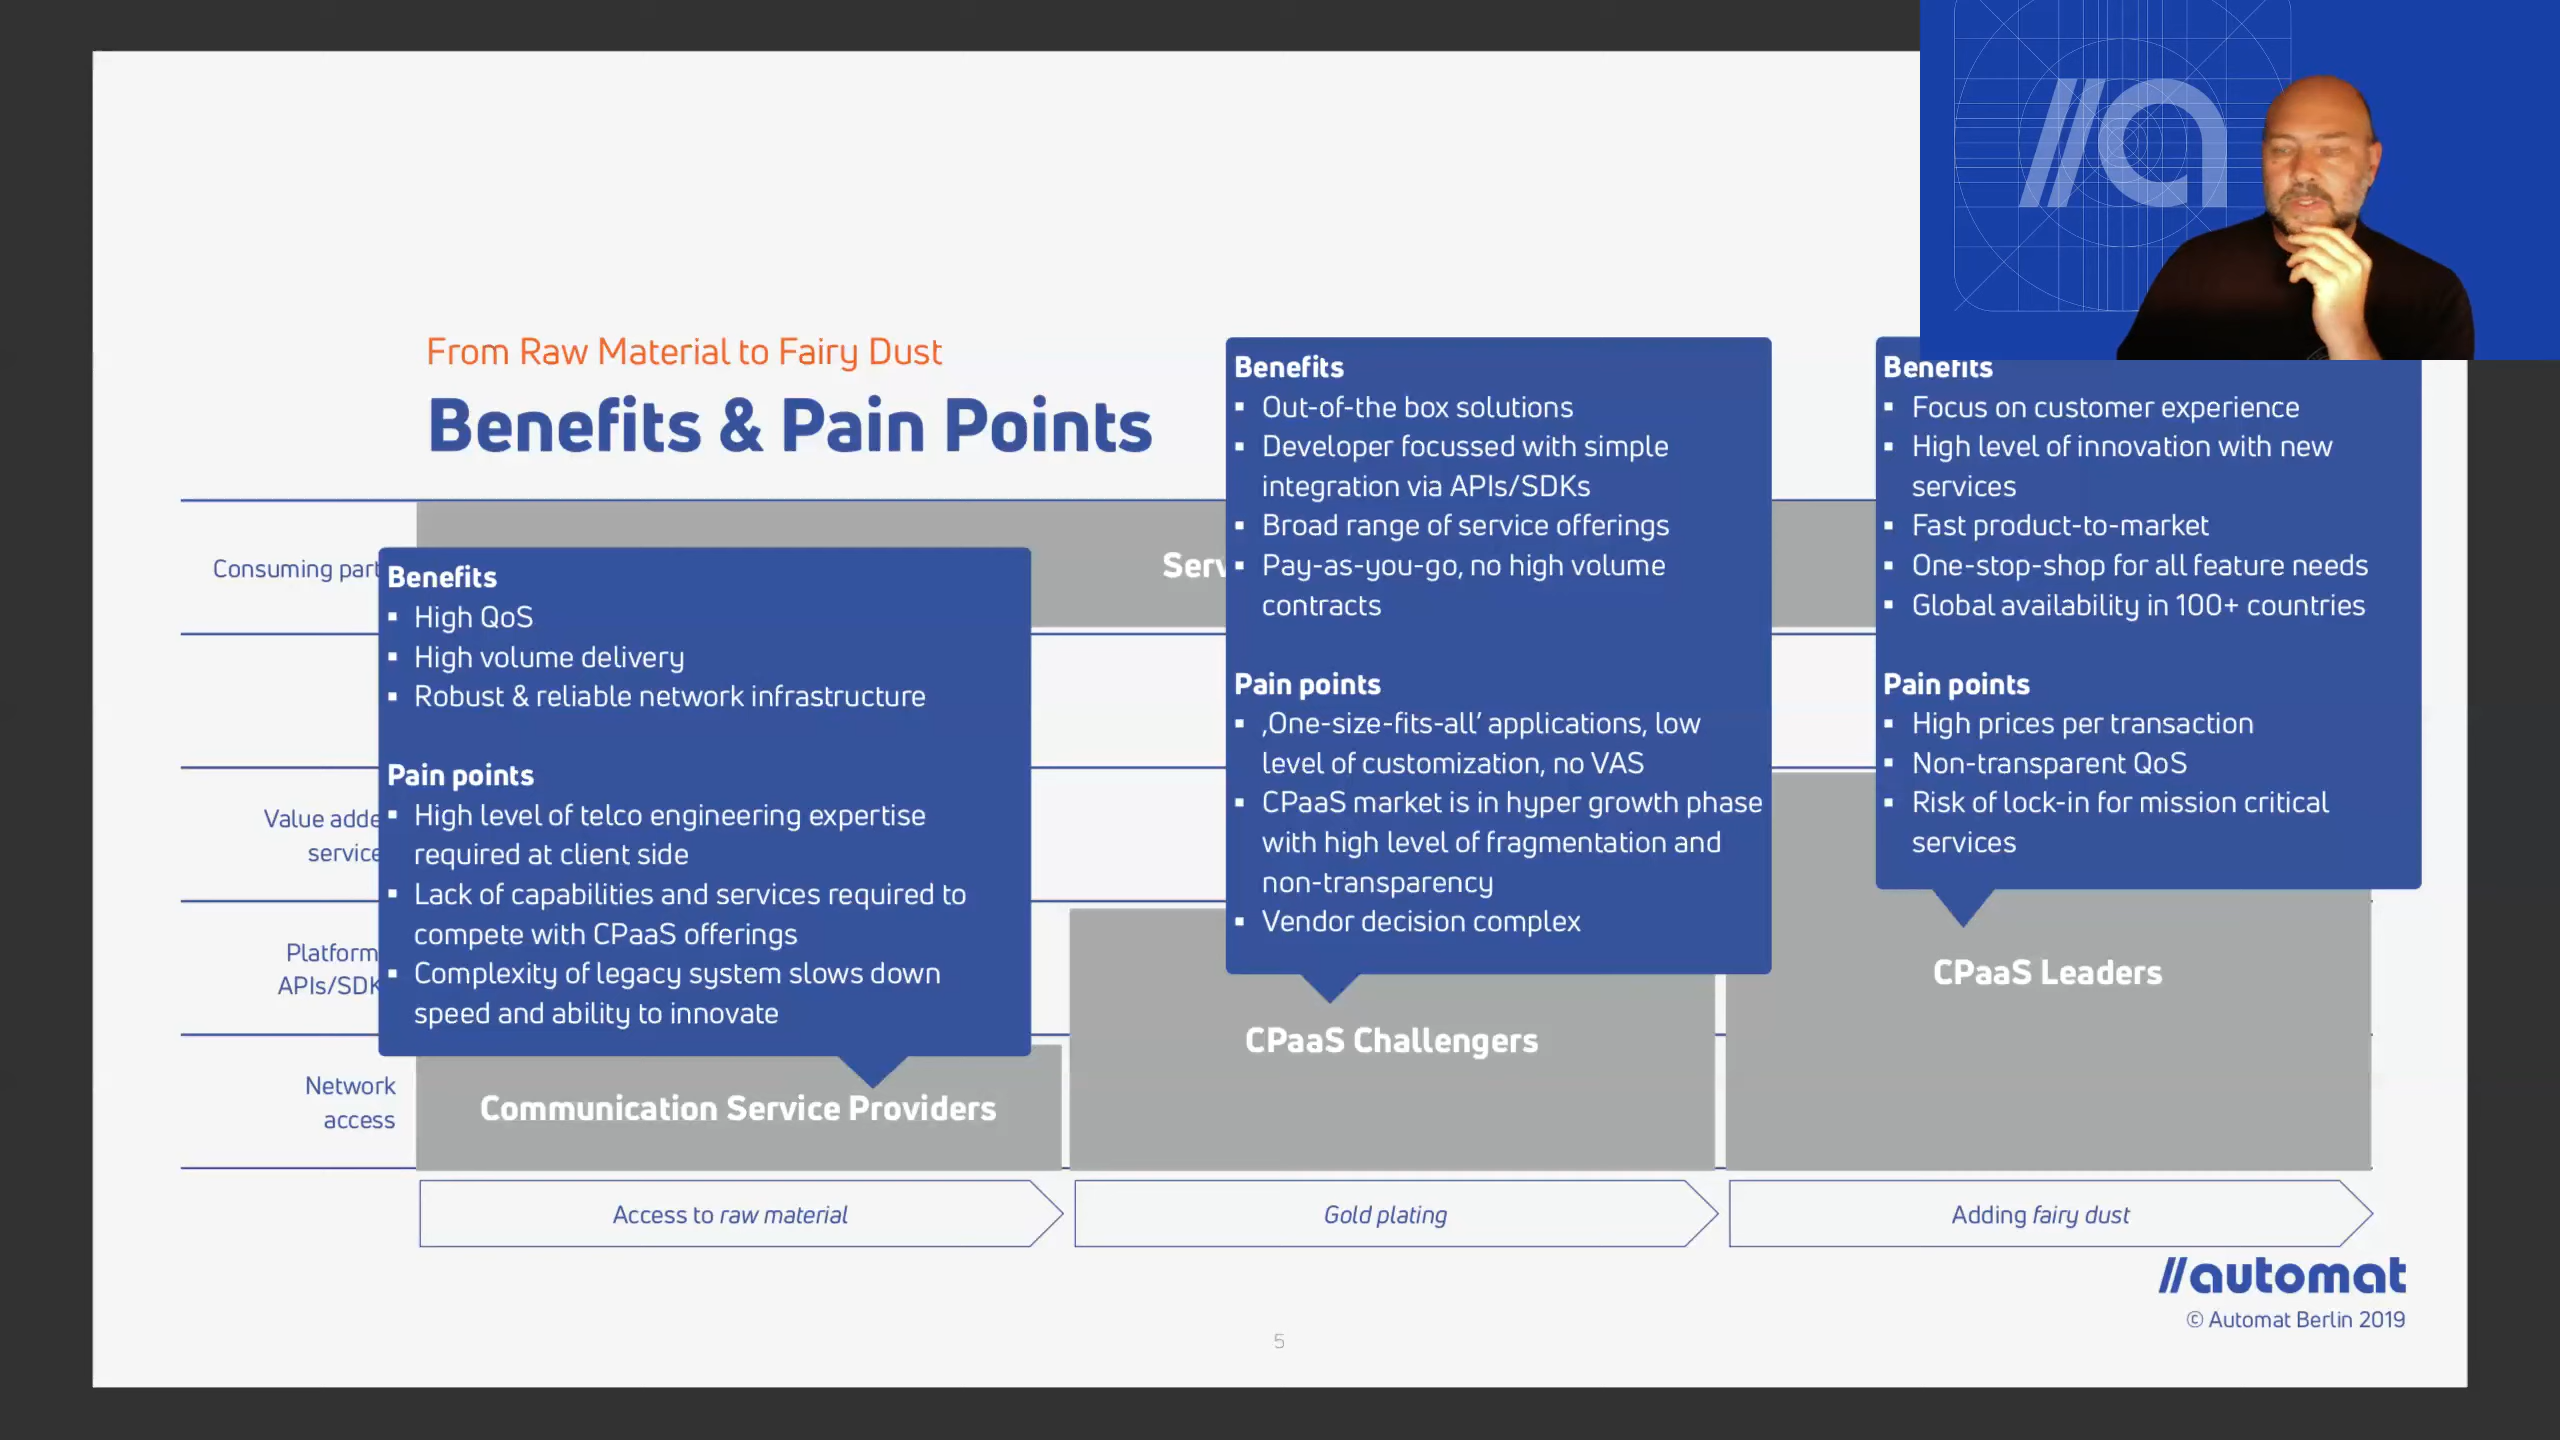 From Raw Material to Fairy Dust
Benefits & Pain Points
Benefits
▪ Out-of-the box solutions
▪ Developer focussed with simple
integration via APIs/SDKs
▪ Broad range of service offerings
▪ Pay-as-you-go, no high volume
contracts
Pain points
▪ ‚One-size-fits-all’ applications, low
level of customization, no VAS
▪ CPaaS market is in hyper growth phase
with high level of fragmentation and
non-transparency
▪ Vendor decision complex
Benefits
▪ Focus on customer experience
▪ High level of innovation with new
services
▪ Fast product-to-market
▪ One-stop-shop for all feature needs
▪ Global availability in 100+ countries
Pain points
▪ High prices per transaction
▪ Non-transparent QoS
▪ Risk of lock-in for mission critical
services
Consuming
Benefits
▪ High QoS
▪ High volume delivery
▪ Robust & reliable network infrastructure
Pain points
▪ High level of telco engineering expertise
required at client side
▪ Lack of capabilities and services required to
compete with CPaaS offerings
▪ Complexity of legacy system slows down
speed and ability to innovate
Value
Platform
Network
access
Communication Service Providers
CPaaS Challengers
CPaaS Leaders
Access to raw material
Gold plating
Adding fairy dust
//automat
© Automat Berlin 2019
5
//a